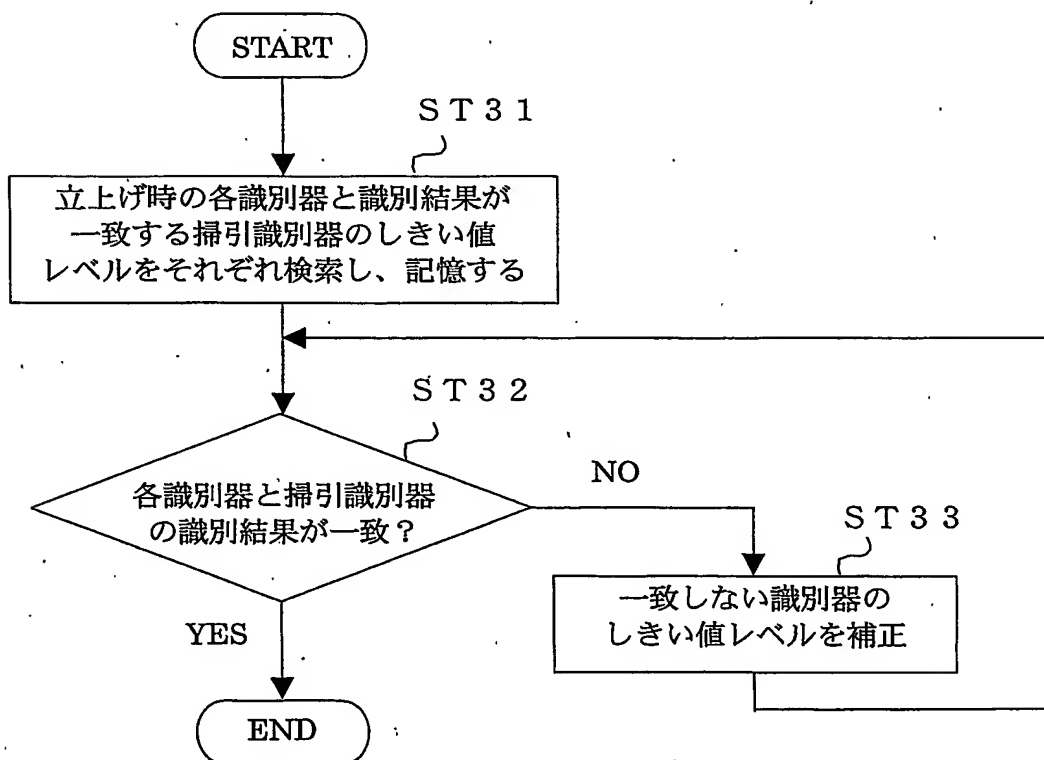 START
ST31
立上げ時の各識別器と識別結果が
一致する掃引識別器のしきい値
レベルをそれぞれ検索し、記憶する
ST32
各識別器と掃引識別器
の識別結果が一致?
NO
ST33
一致しない識別器の
しきい値レベルを補正
YES
END